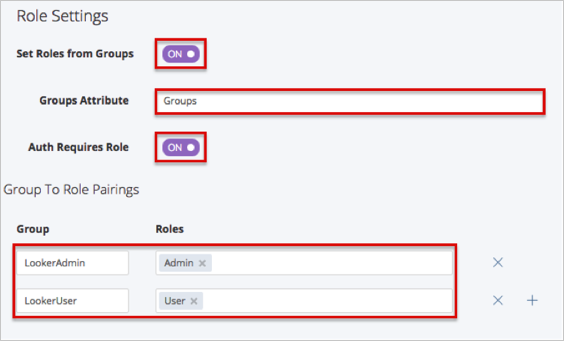 Role Settings
Set Roles from Groups ON
Groups Attribute Groups
Auth Requires Role ON
Group To Role Pairings
Group Roles
LookerAdmin Admin ×
LookerUser User ×